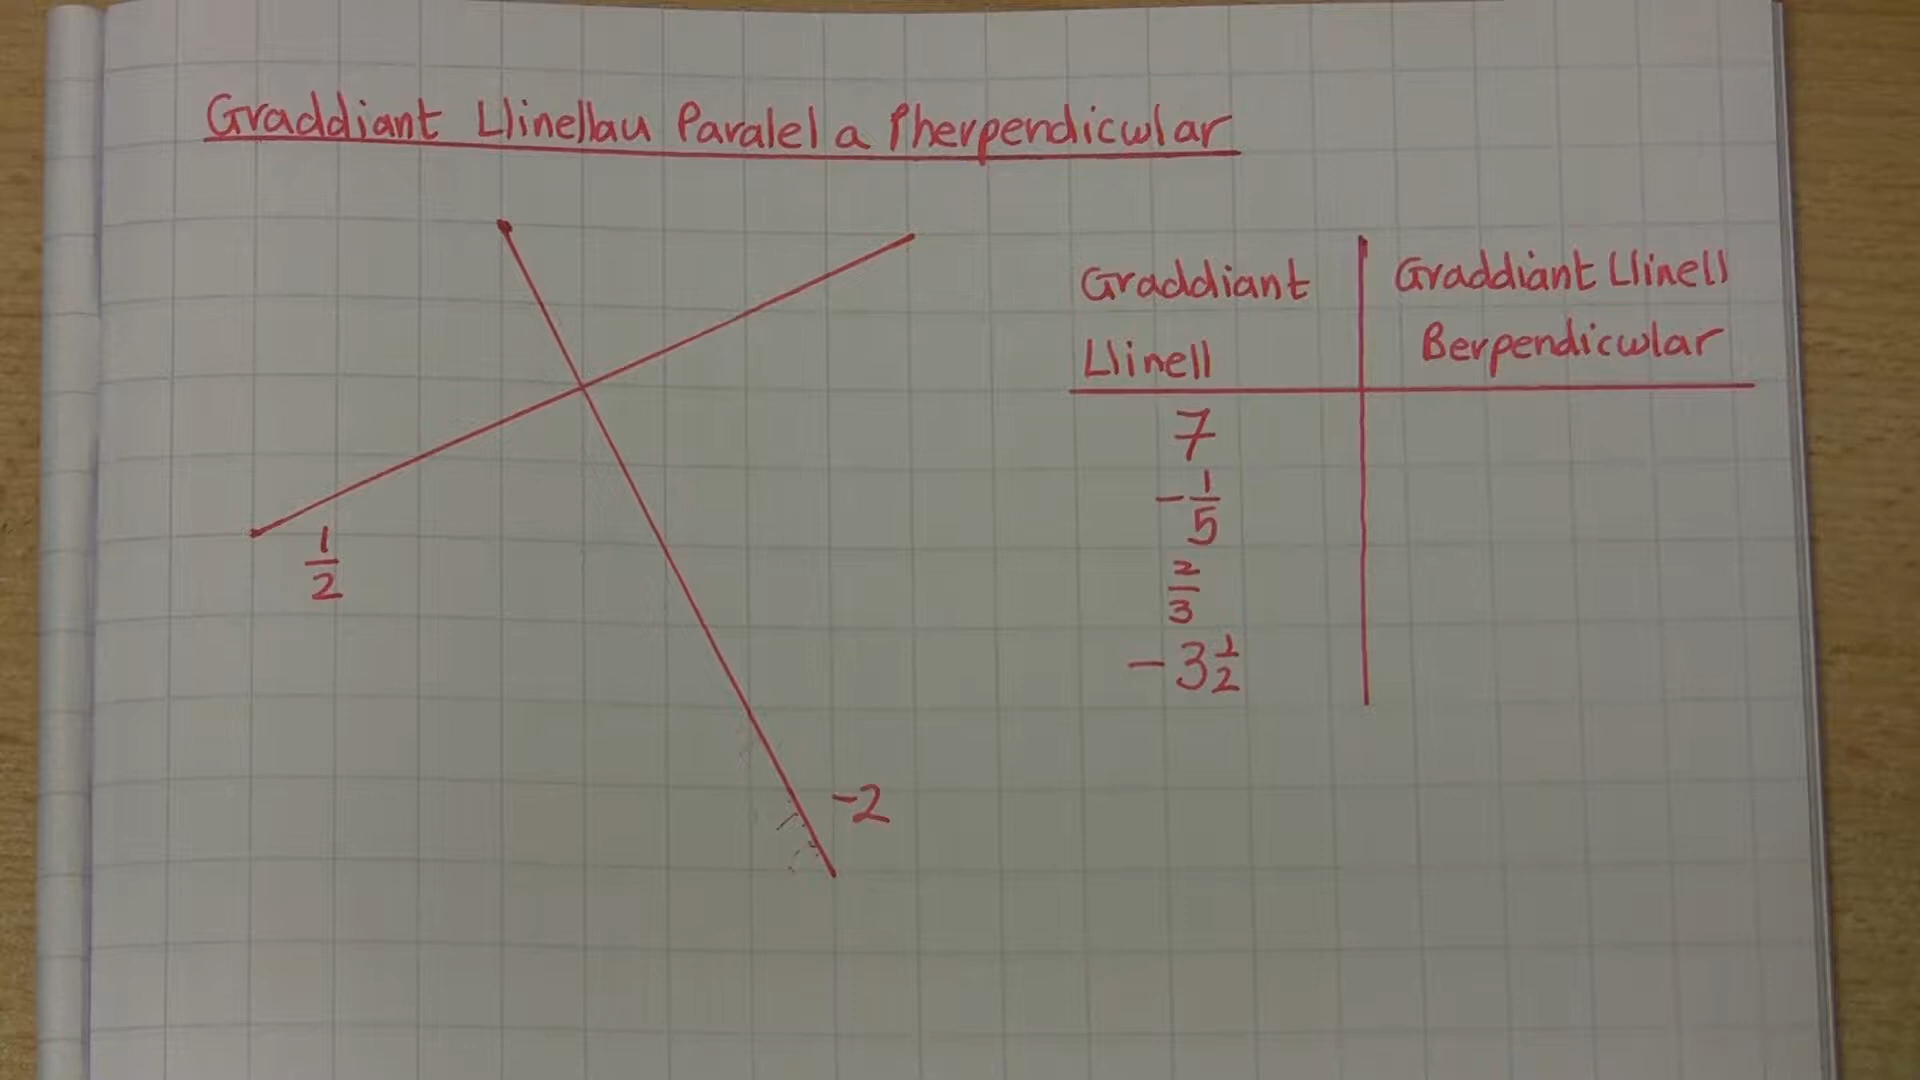 Graddiant Llinellau Paralel a Pherpendicwlar
Graddiant
Llinell
Graddiant Llinell
Berpendicwlar
7
-1/5
2/3
-3 1/2
1/2
-2